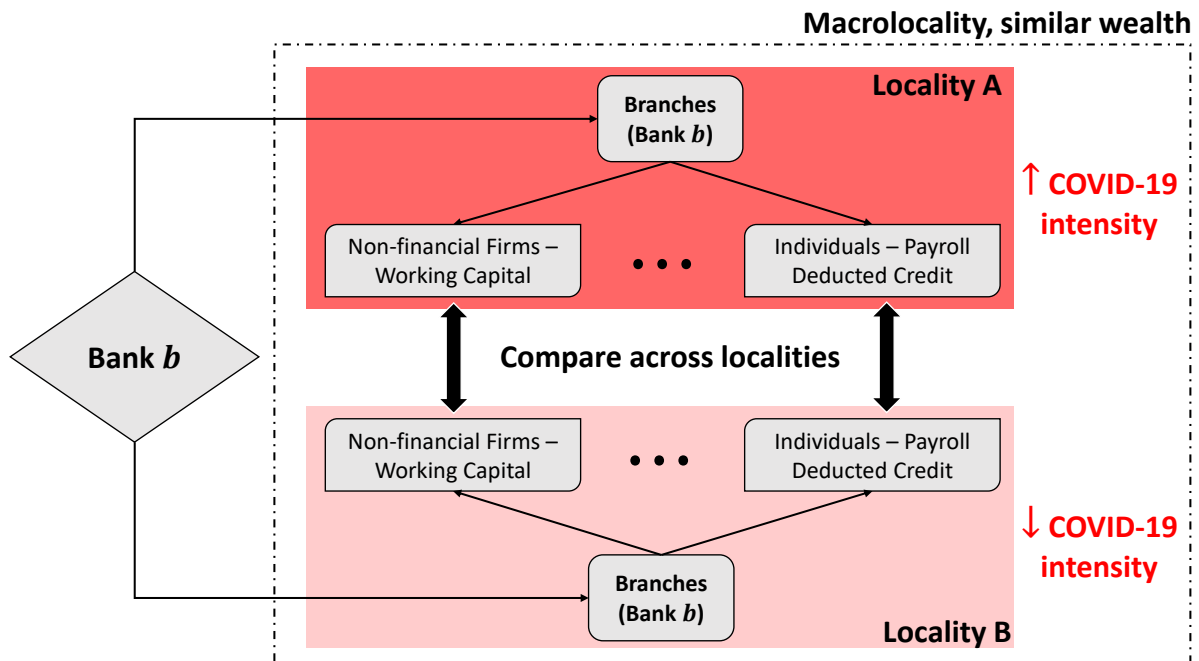 Macrolocality, similar wealth
Locality A
Branches
(Bank b)
↑ COVID-19
intensity
Non-financial Firms –
Working Capital
• • •
Individuals – Payroll
Deducted Credit
Bank b
Compare across localities
Non-financial Firms –
Working Capital
• • •
Individuals – Payroll
Deducted Credit
↓ COVID-19
intensity
Branches
(Bank b)
Locality B